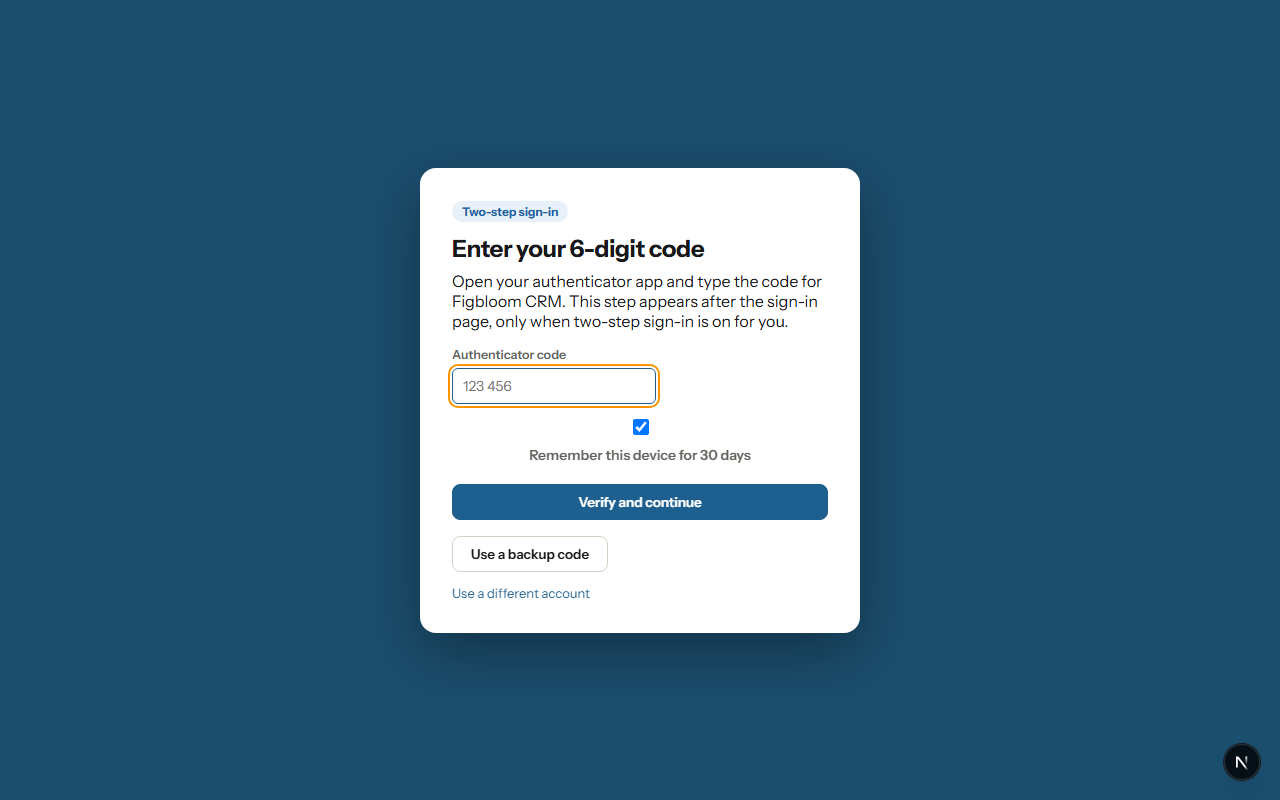 Two-step sign-in
Enter your 6-digit code
Open your authenticator app and type the code for
Figbloom CRM. This step appears after the sign-in
page, only when two-step sign-in is on for you.
Authenticator code
123 456
Remember this device for 30 days
Verify and continue
Use a backup code
Use a different account
N